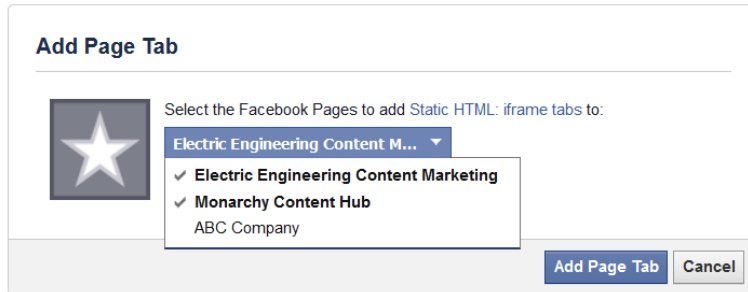 Add Page Tab
Select the Facebook Pages to add Static HTML: iframe tabs to:
Electric Engineering Content M...
Electric Engineering Content Marketing
Monarchy Content Hub
ABC Company
Add Page Tab
Cancel